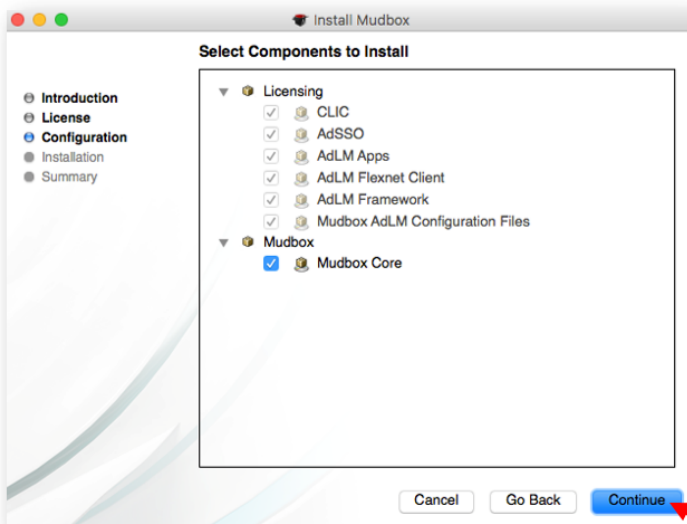 Install Mudbox
Select Components to Install
Introduction
License
Configuration
Installation
Summary
Licensing
CLIC
AdSSO
AdLM Apps
AdLM Flexnet Client
AdLM Framework
Mudbox AdLM Configuration Files
Mudbox
Mudbox Core
Cancel
Go Back
Continue